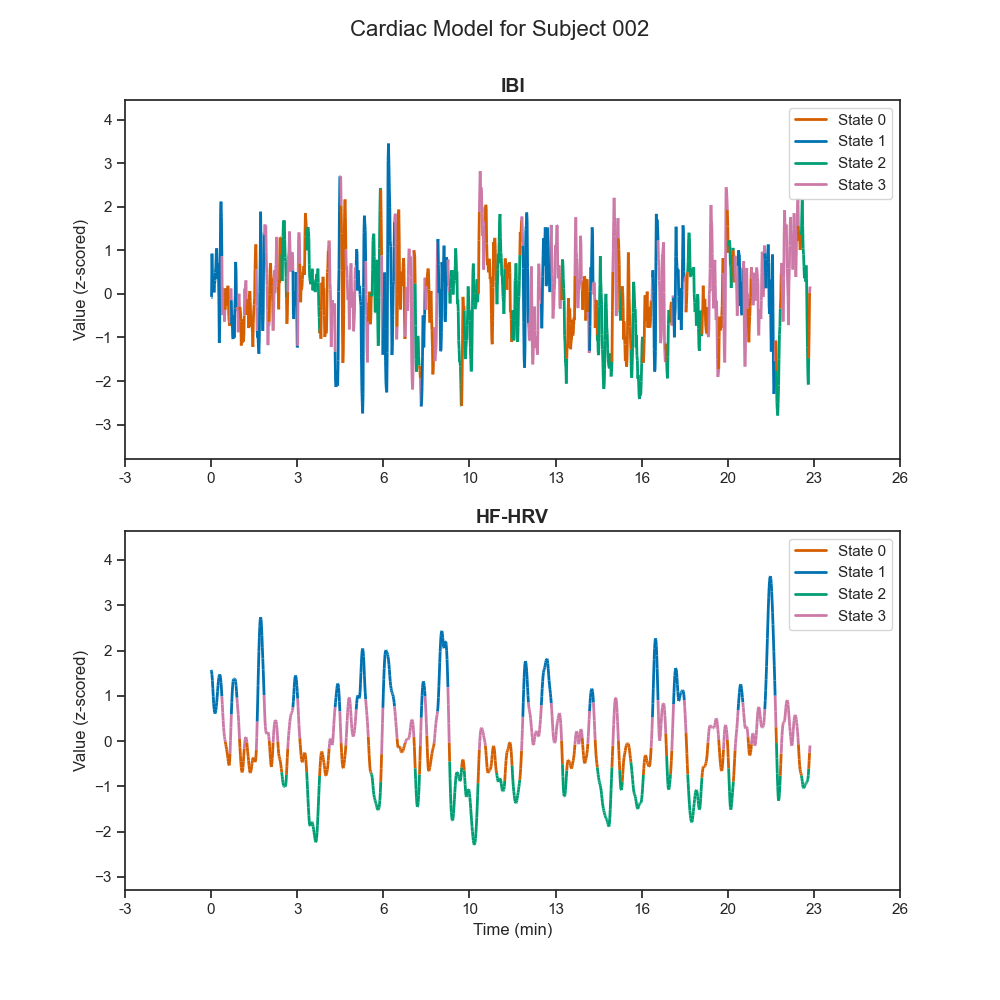 Cardiac Model for Subject 002
IBI
Value (z-scored)
4
3
2
1
0
−1
−2
−3
-3
0
3
6
10
13
16
20
23
26
State 0
State 1
State 2
State 3
HF-HRV
Value (z-scored)
4
3
2
1
0
−1
−2
−3
-3
0
3
6
10
13
16
20
23
26
State 0
State 1
State 2
State 3
Time (min)